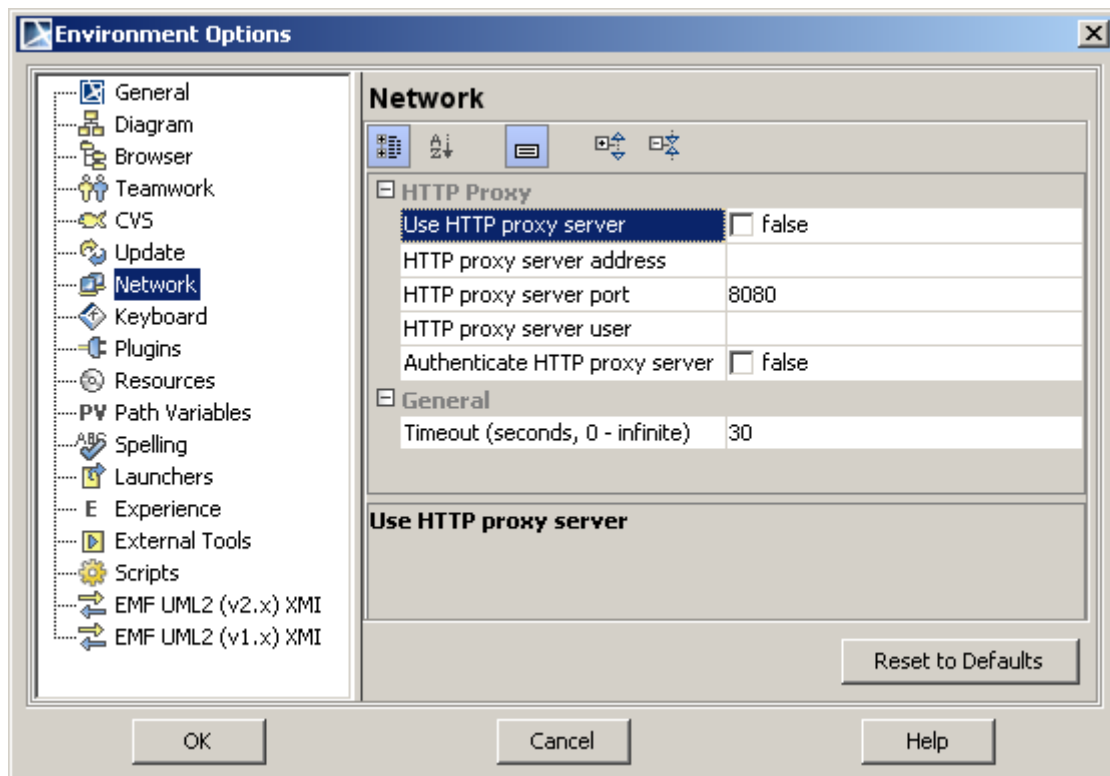 Environment Options
General
Diagram
Browser
Teamwork
CVS
Update
Network
Keyboard
Plugins
Resources
PV Path Variables
ABC Spelling
Launchers
E Experience
External Tools
Scripts
EMF UML2 (v2.x) XMI
EMF UML2 (v1.x) XMI
Network
HTTP Proxy
Use HTTP proxy server false
HTTP proxy server address
HTTP proxy server port 8080
HTTP proxy server user
Authenticate HTTP proxy server false
General
Timeout (seconds, 0 - infinite) 30
Use HTTP proxy server
Reset to Defaults
OK Cancel Help